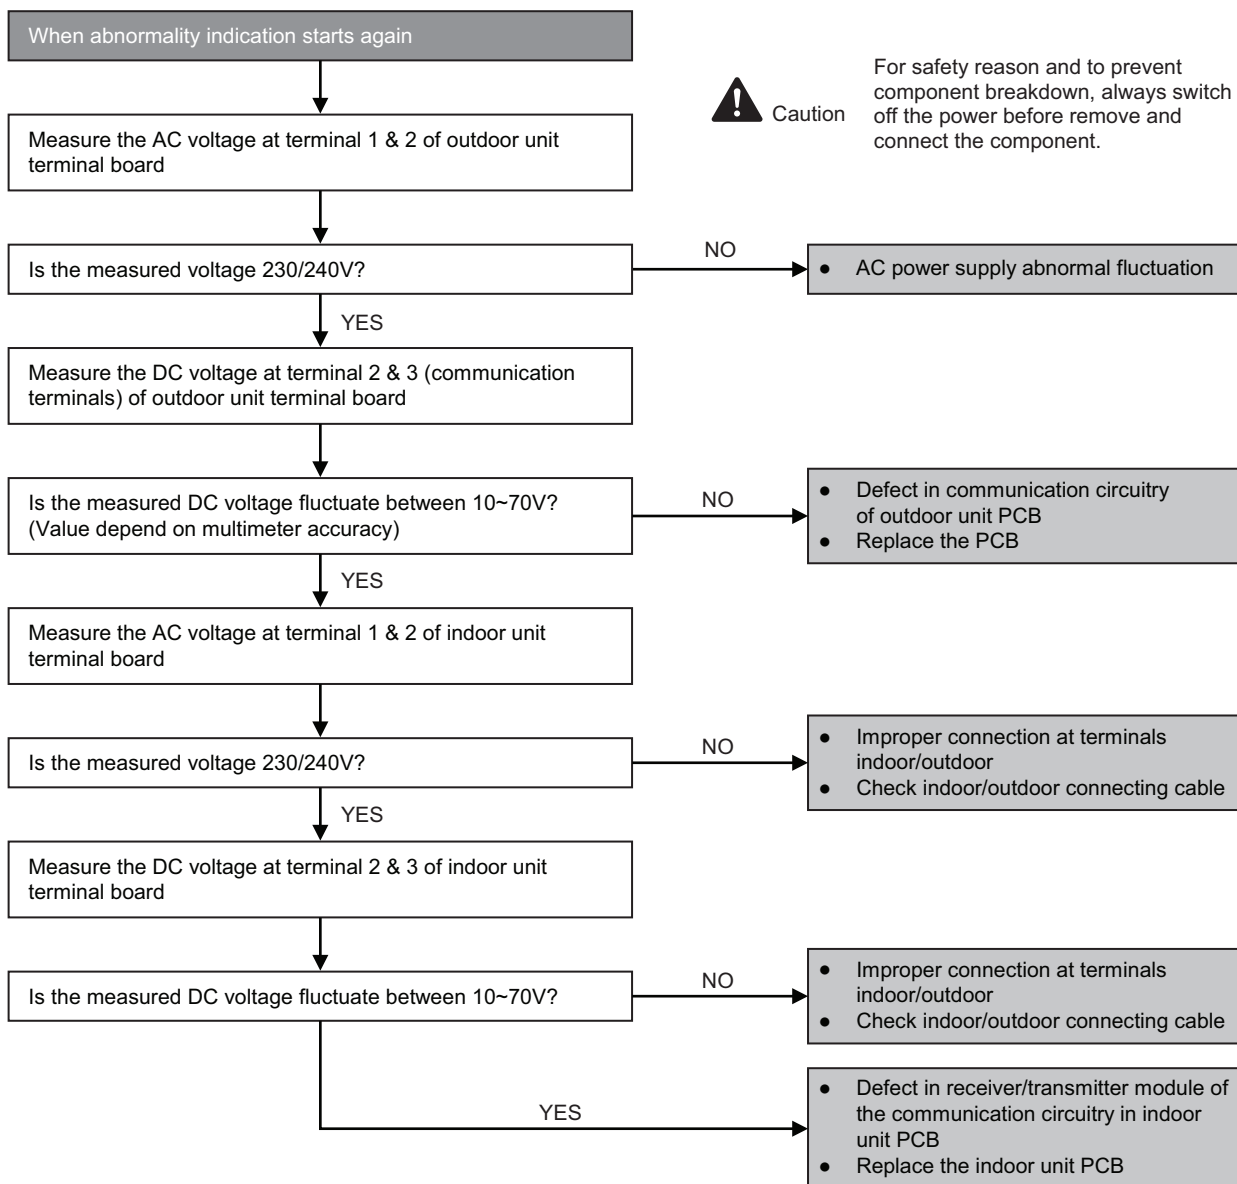 When abnormality indication starts again
Caution
For safety reason and to prevent
component breakdown, always switch
off the power before remove and
connect the component.
Measure the AC voltage at terminal 1 & 2 of outdoor unit
terminal board
Is the measured voltage 230/240V?
NO
● AC power supply abnormal fluctuation
YES
Measure the DC voltage at terminal 2 & 3 (communication
terminals) of outdoor unit terminal board
Is the measured DC voltage fluctuate between 10~70V?
(Value depend on multimeter accuracy)
NO
● Defect in communication circuitry
of outdoor unit PCB
● Replace the PCB
YES
Measure the AC voltage at terminal 1 & 2 of indoor unit
terminal board
Is the measured voltage 230/240V?
NO
● Improper connection at terminals
indoor/outdoor
● Check indoor/outdoor connecting cable
YES
Measure the DC voltage at terminal 2 & 3 of indoor unit
terminal board
Is the measured DC voltage fluctuate between 10~70V?
NO
● Improper connection at terminals
indoor/outdoor
● Check indoor/outdoor connecting cable
YES
● Defect in receiver/transmitter module of
the communication circuitry in indoor
unit PCB
● Replace the indoor unit PCB